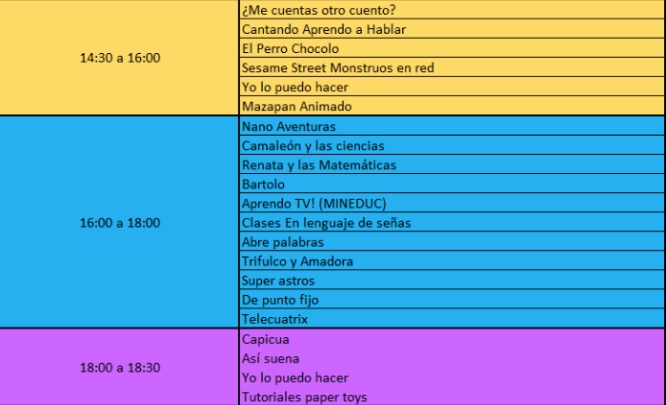 14:30 a 16:00
¿Me cuentas otro cuento?
Cantando Aprendo a Hablar
El Perro Chocolo
Sesame Street Monstruos en red
Yo lo puedo hacer
Mazapan Animado
16:00 a 18:00
Nano Aventuras
Camaleón y las ciencias
Renata y las Matemáticas
Bartolo
Aprendo TV! (MINEDUC)
Clases En lenguaje de señas
Abre palabras
Trifulco y Amadora
Super astros
De punto fijo
Telecuatrix
18:00 a 18:30
Capicua
Así suena
Yo lo puedo hacer
Tutoriales paper toys